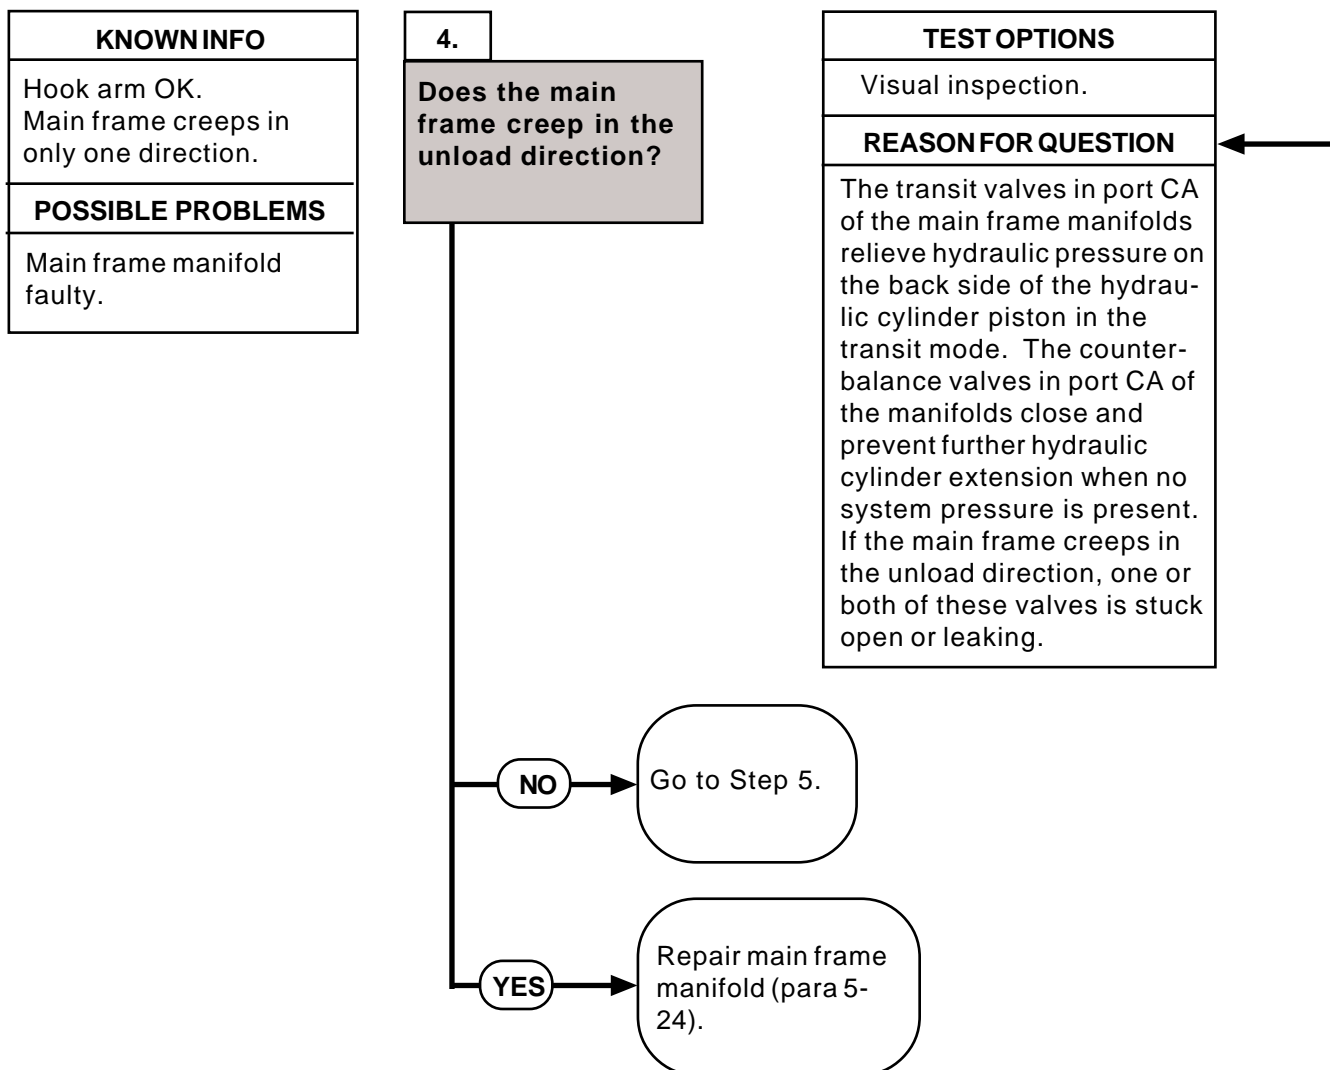 KNOWN INFO
Hook arm OK.
Main frame creeps in
only one direction.
POSSIBLE PROBLEMS
Main frame manifold
faulty.
4.
Does the main
frame creep in the
unload direction?
TEST OPTIONS
Visual inspection.
REASON FOR QUESTION
The transit valves in port CA
of the main frame manifolds
relieve hydraulic pressure on
the back side of the hydrau-
lic cylinder piston in the
transit mode.  The counter-
balance valves in port CA of
the manifolds close and
prevent further hydraulic
cylinder extension when no
system pressure is present.
If the main frame creeps in
the unload direction, one or
both of these valves is stuck
open or leaking.
NO
Go to Step 5.
YES
Repair main frame
manifold (para 5-
24).